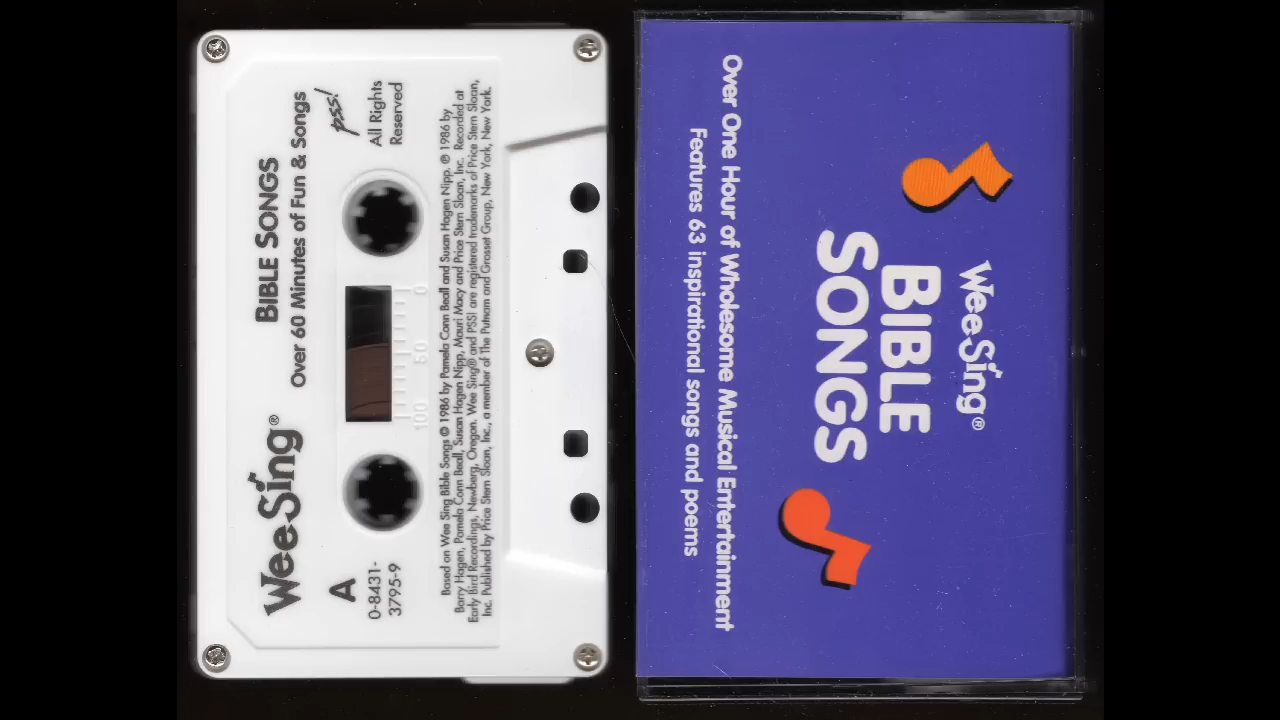 BIBLE SONGS
Over 60 Minutes of Fun & Songs
Wee Sing®
pss!
All Rights
Reserved
A
0-8431-
3795-9
Based on Wee Sing Bible Songs © 1986 by Pamela Conn Beall and Susan Hagen Nipp. ℗ 1986 by
Barry Hagen, Pamela Conn Beall, Susan Hagen Nipp, Mauri Macy and Price Stern Sloan, Inc. Recorded at
Early Bird Recordings, Newberg, Oregon. Wee Sing® and PSS! are registered trademarks of Price Stern Sloan,
Inc. Published by Price Stern Sloan, Inc., a member of The Putnam and Grosset Group, New York, New York.
0
50
100
Wee Sing®
BIBLE
SONGS
Over One Hour of Wholesome Musical Entertainment
Features 63 inspirational songs and poems